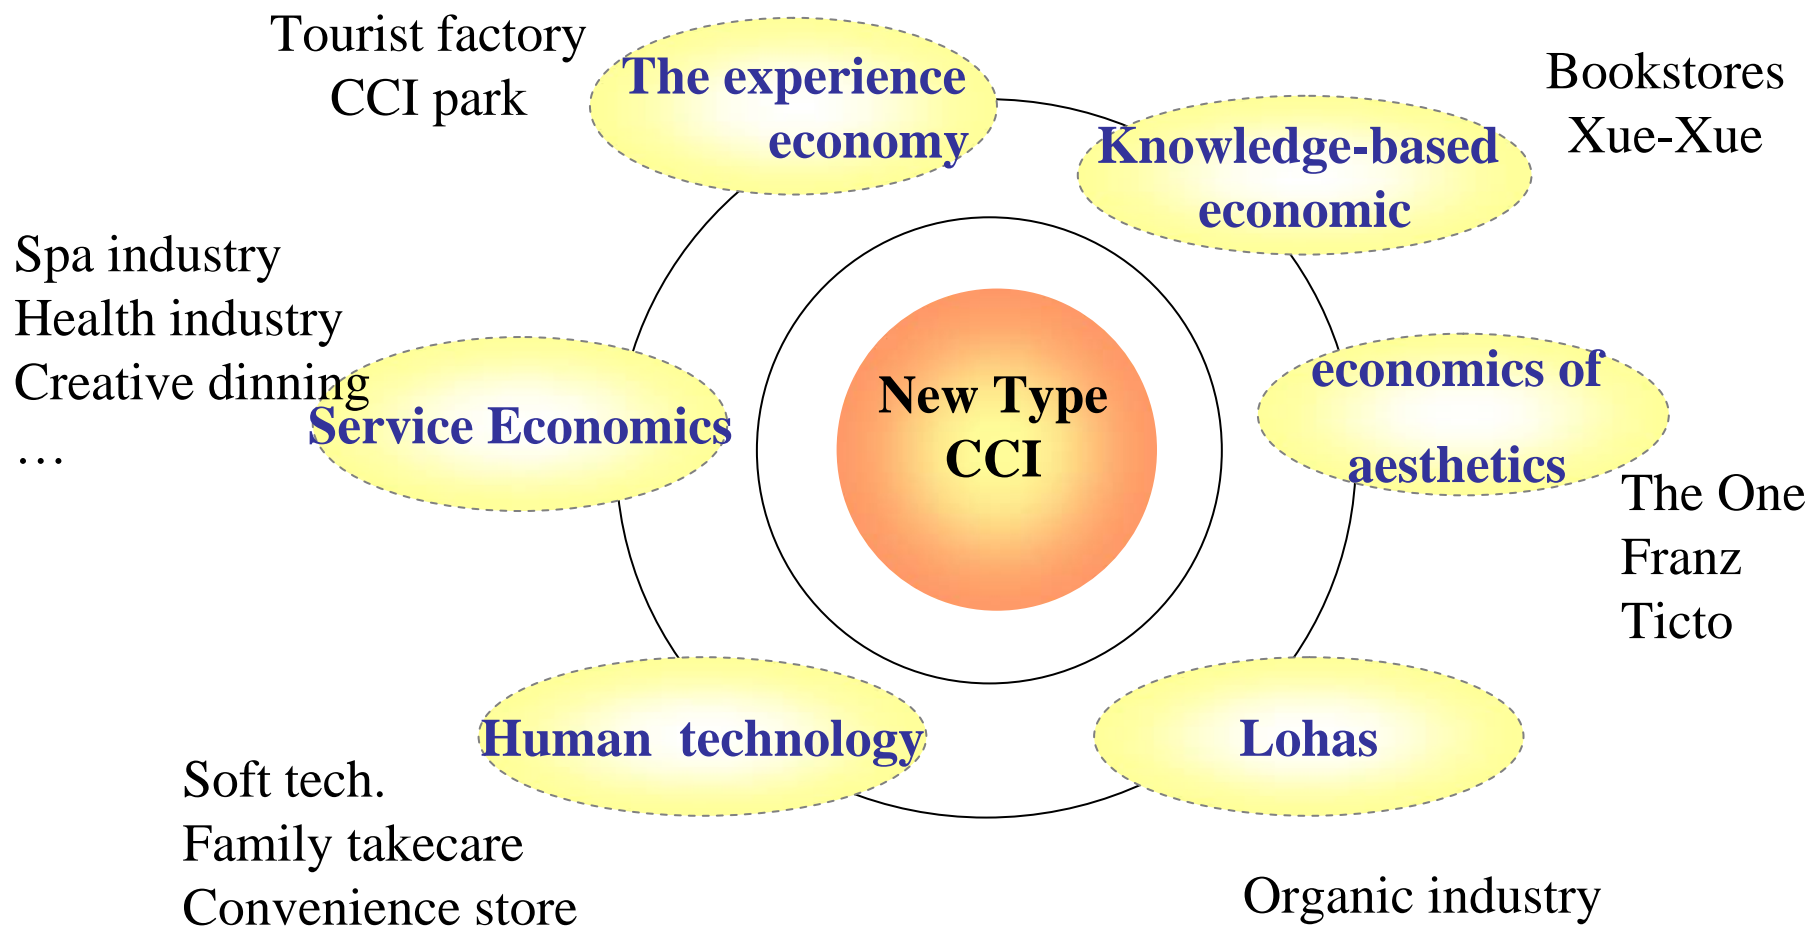 Tourist factory
CCI park
The experience
economy
Bookstores
Xue-Xue
Knowledge-based
economic
Spa industry
Health industry
Creative dinning
…
Service Economics
New Type
CCI
economics of
aesthetics
The One
Franz
Ticto
Human technology
Lohas
Soft tech.
Family takecare
Convenience store
Organic industry